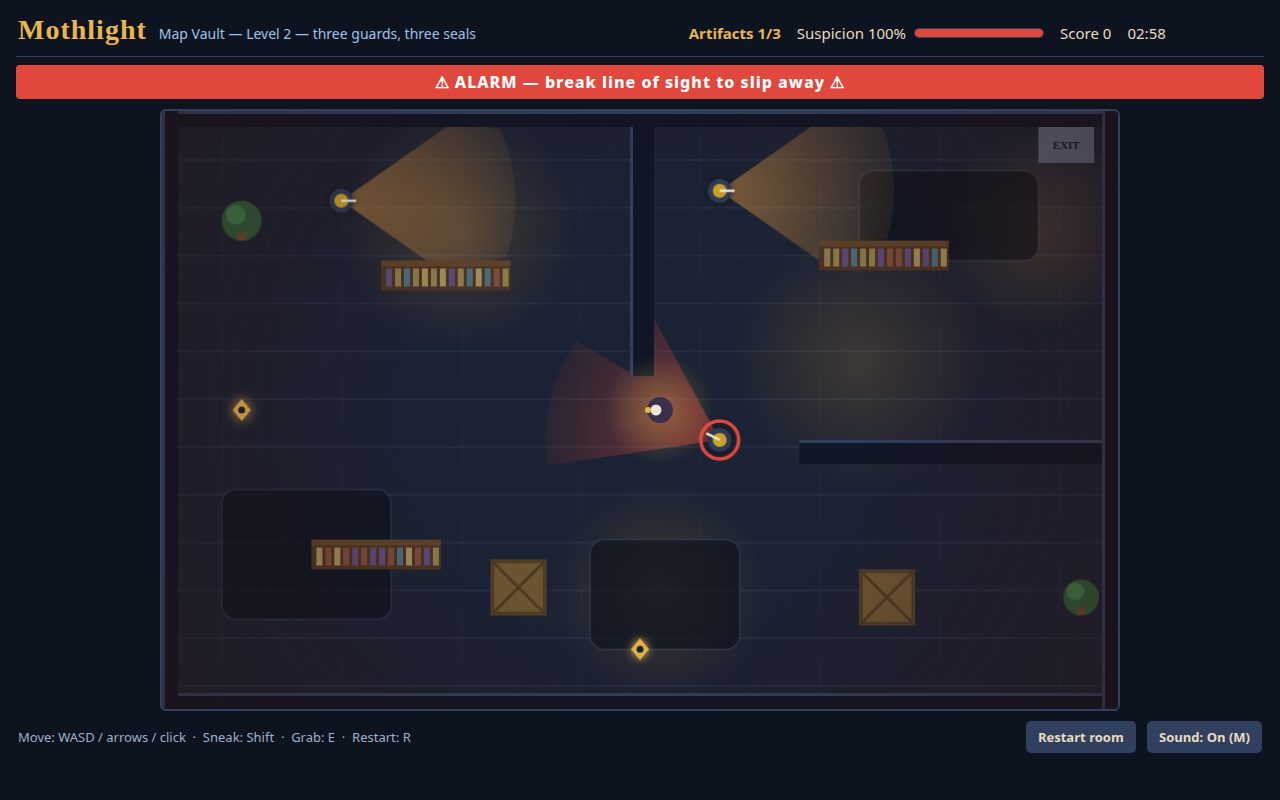 Mothlight Map Vault — Level 2 — three guards, three seals Artifacts 1/3 Suspicion 100% Score 0 02:58
⚠ ALARM — break line of sight to slip away ⚠
EXIT
Move: WASD / arrows / click · Sneak: Shift · Grab: E · Restart: R Restart room Sound: On (M)